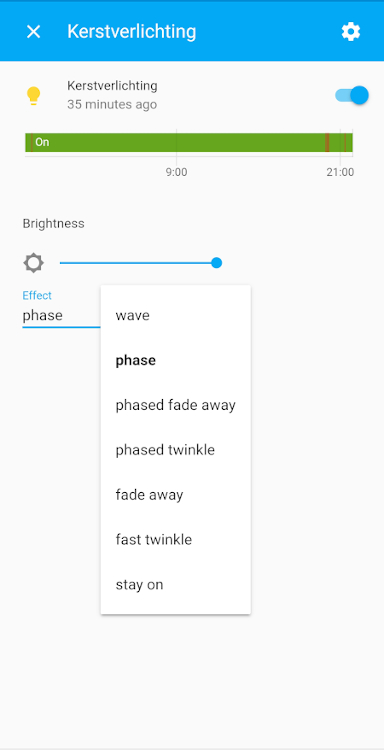 Kerstverlichting
Kerstverlichting
35 minutes ago
On
9:00 21:00
Brightness
Effect
phase
wave
phase
phased fade away
phased twinkle
fade away
fast twinkle
stay on